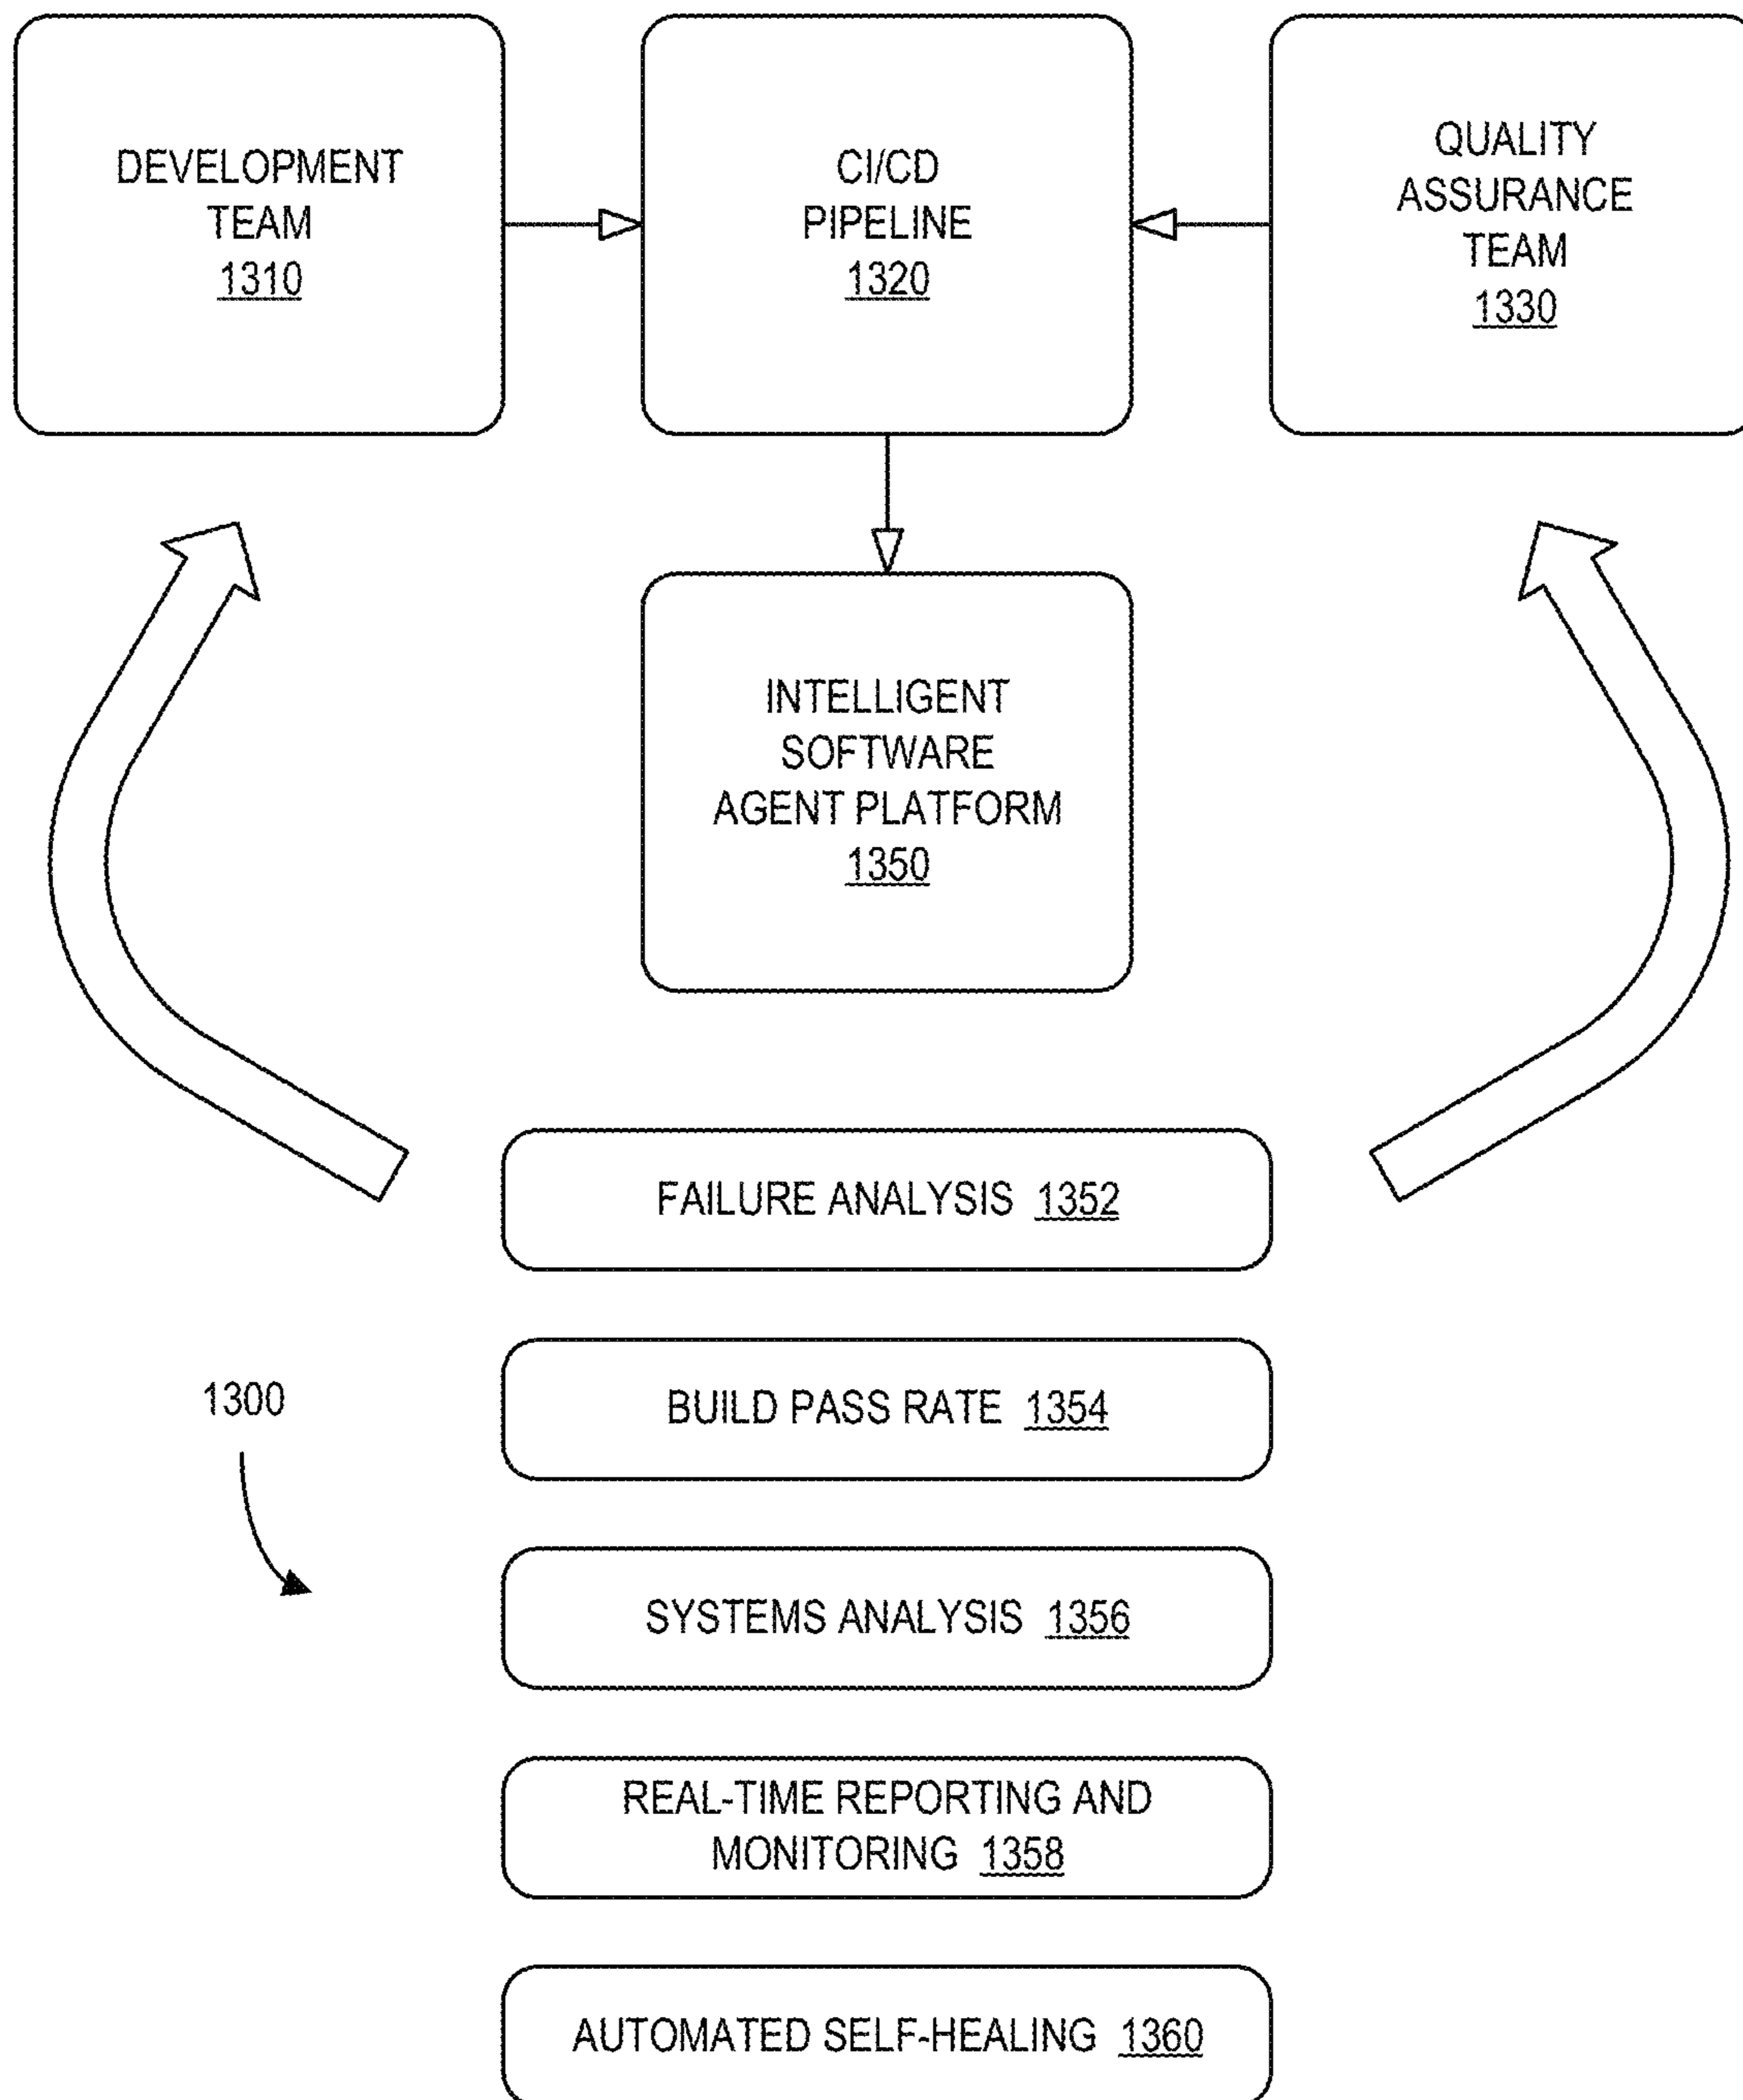 DEVELOPMENT
TEAM
1310
CI/CD
PIPELINE
1320
QUALITY
ASSURANCE
TEAM
1330
INTELLIGENT
SOFTWARE
AGENT PLATFORM
1350
FAILURE ANALYSIS 1352
BUILD PASS RATE 1354
1300
SYSTEMS ANALYSIS 1356
REAL-TIME REPORTING AND
MONITORING 1358
AUTOMATED SELF-HEALING 1360